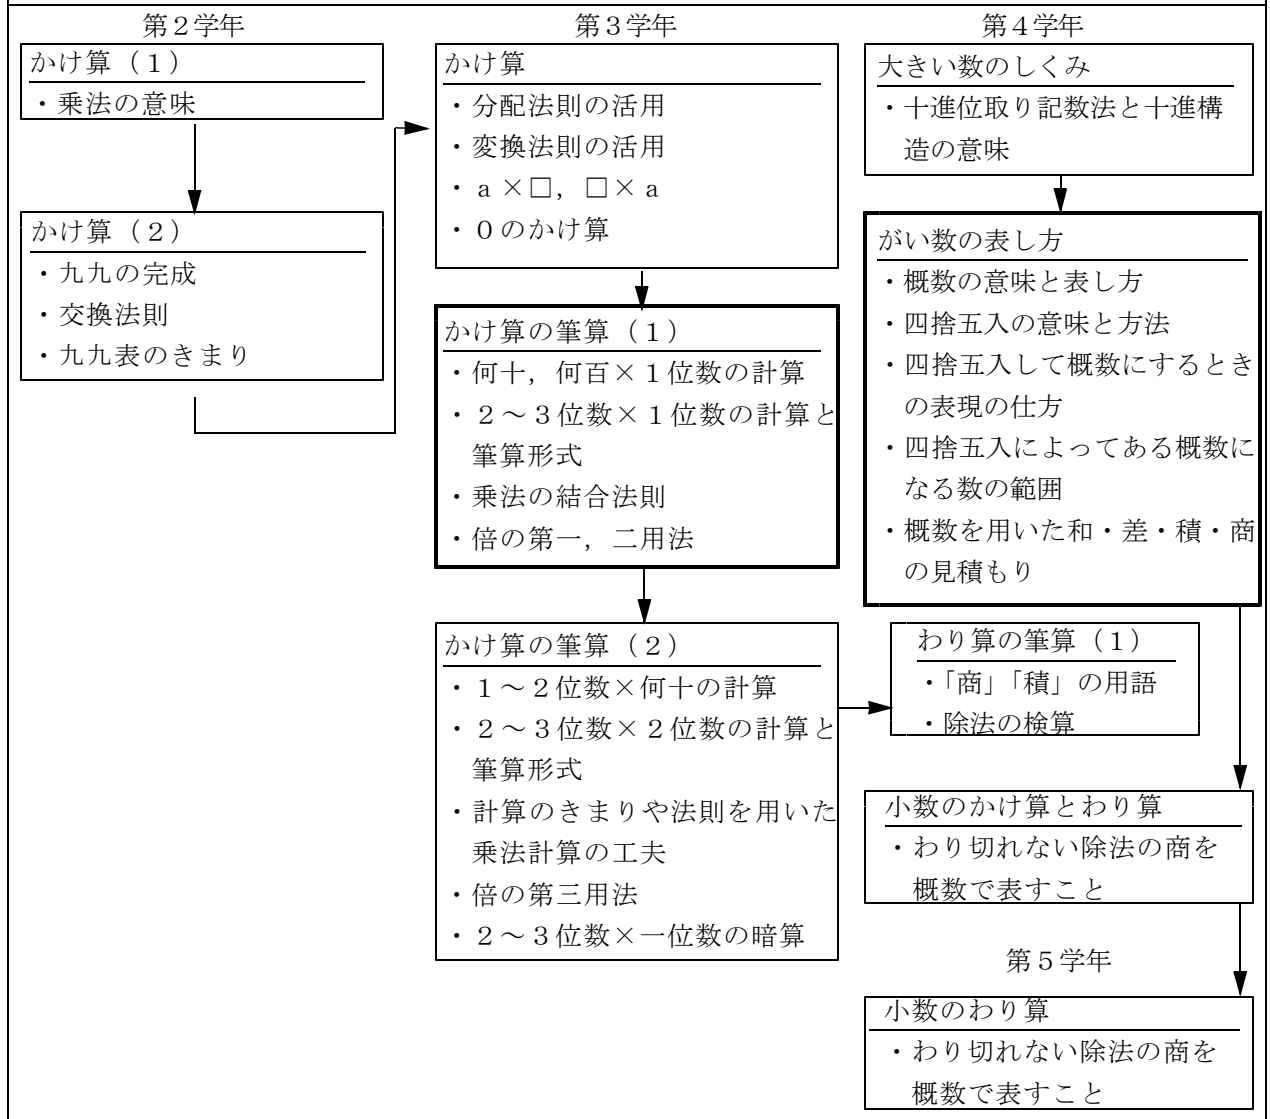 第２学年
かけ算（１）
・乗法の意味
かけ算（２）
・九九の完成
・交換法則
・九九表のきまり
第３学年
かけ算
・分配法則の活用
・変換法則の活用
・ａ×□，□×ａ
・０のかけ算
かけ算の筆算（１）
・何十，何百×１位数の計算
・２～３位数×１位数の計算と
筆算形式
・乗法の結合法則
・倍の第一，二用法
かけ算の筆算（２）
・１～２位数×何十の計算
・２～３位数×２位数の計算と
筆算形式
・計算のきまりや法則を用いた
乗法計算の工夫
・倍の第三用法
・２～３位数×一位数の暗算
第４学年
大きい数のしくみ
・十進位取り記数法と十進構
造の意味
がい数の表し方
・概数の意味と表し方
・四捨五入の意味と方法
・四捨五入して概数にするとき
の表現の仕方
・四捨五入によってある概数に
なる数の範囲
・概数を用いた和・差・積・商
の見積もり
わり算の筆算（１）
・「商」「積」の用語
・除法の検算
小数のかけ算とわり算
・わり切れない除法の商を
概数で表すこと
第５学年
小数のわり算
・わり切れない除法の商を
概数で表すこと